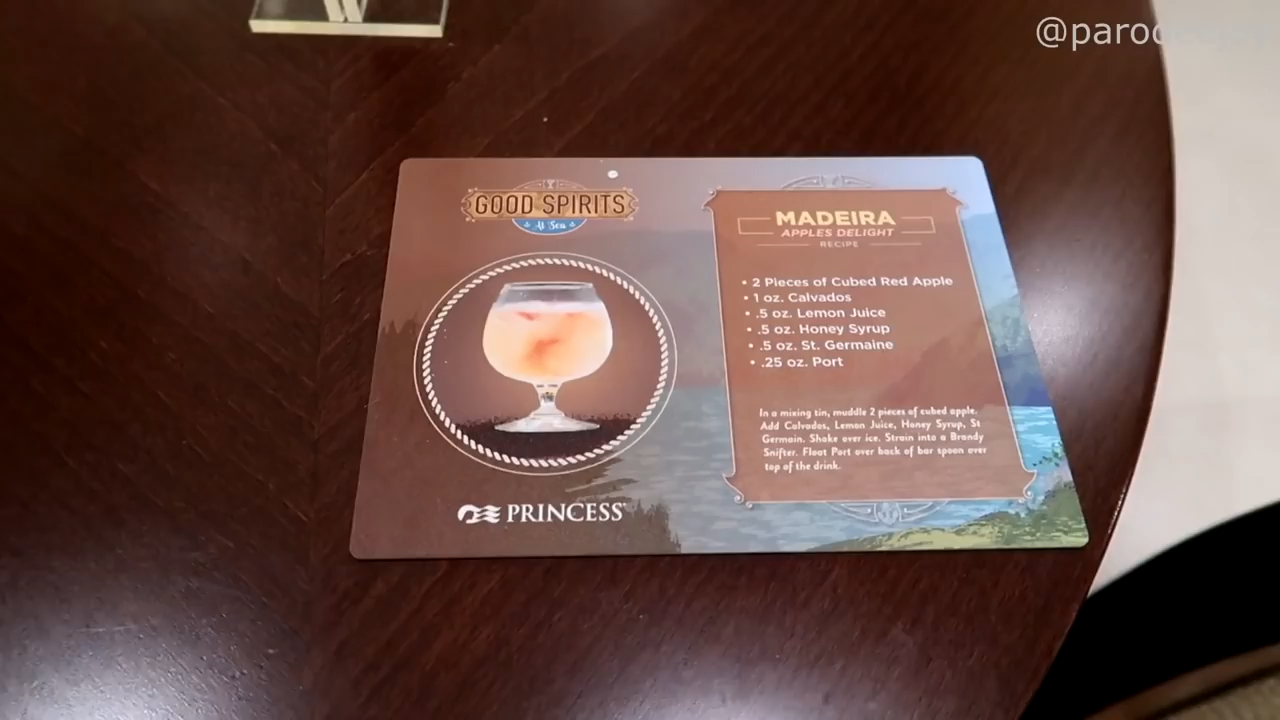 GOOD SPIRITS
At Sea
PRINCESS
MADEIRA
APPLES DELIGHT
RECIPE
• 2 Pieces of Cubed Red Apple
• 1 oz. Calvados
• .5 oz. Lemon Juice
• .5 oz. Honey Syrup
• .5 oz. St. Germaine
• .25 oz. Port
In a mixing tin, muddle 2 pieces of cubed apple.
Add Calvados, Lemon Juice, Honey Syrup, St
Germain. Shake over ice. Strain into a Brandy
Snifter. Float Port over back of bar spoon over
top of the drink.